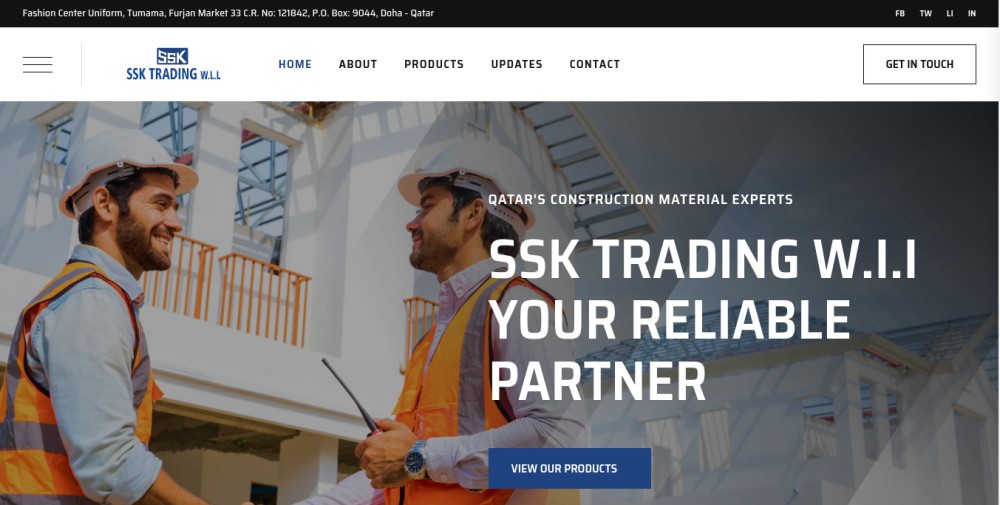 Fashion Center Uniform, Tumama, Furjan Market 33 C.R. No: 121842, P.O. Box: 9044, Doha - Qatar
FB TW LI IN
SSK
SSK TRADING W.L.L
HOME ABOUT PRODUCTS UPDATES CONTACT
GET IN TOUCH
QATAR'S CONSTRUCTION MATERIAL EXPERTS
SSK TRADING W.I.I
YOUR RELIABLE
PARTNER
VIEW OUR PRODUCTS